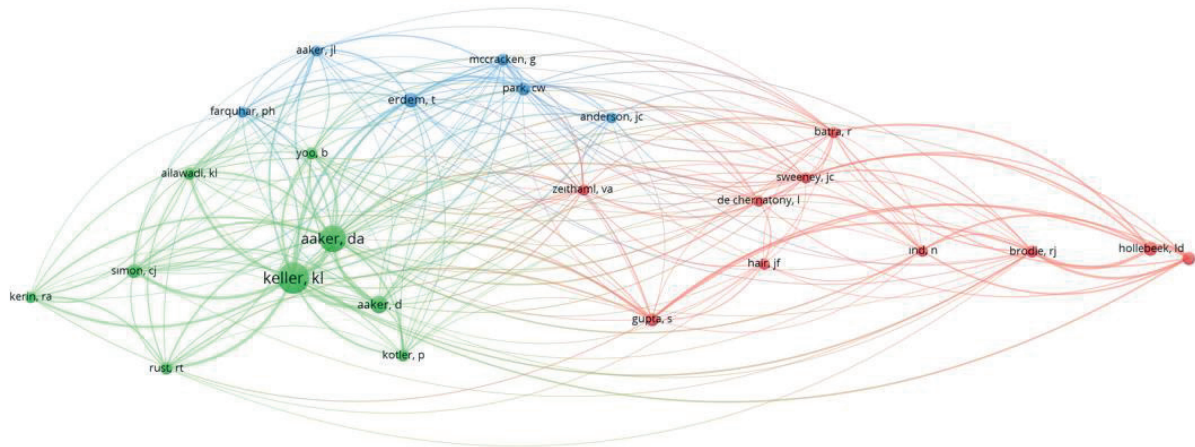 aaker, jl
mccracken, g
park, cw
erdem, t
farquhar, ph
anderson, jc
batra, r
yoo, b
ailawadi, kl
sweeney, jc
zeithaml, va
de chernatony, l
aaker, da
ind, n
brodie, rj
hollebeek, ld
hair, jf
simon, cj
keller, kl
kerin, ra
aaker, d
gupta, s
kotler, p
rust, rt